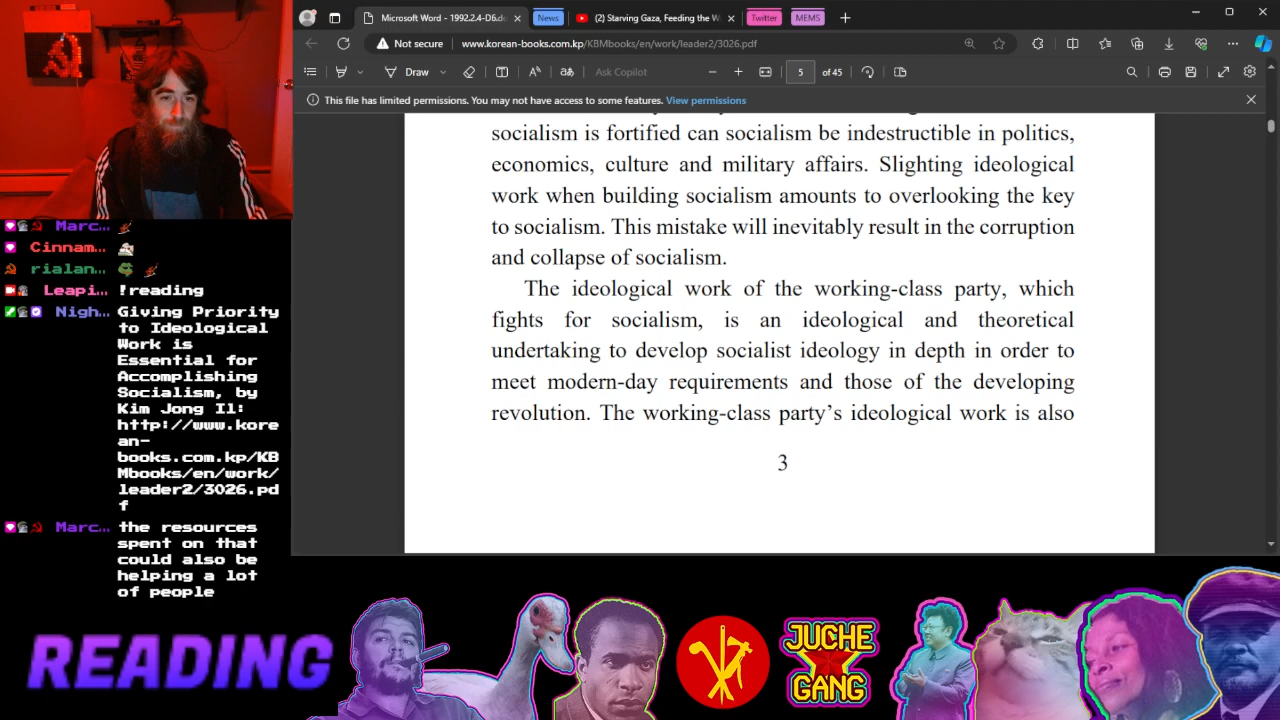 Microsoft Word - 1992.2.4-D6.do
News
(2) Starving Gaza, Feeding the W
Twitter
MEMS
Not secure
www.korean-books.com.kp/KBMbooks/en/work/leader2/3026.pdf
Draw
Ask Copilot
5 of 45
This file has limited permissions. You may not have access to some features. View permissions
socialism is fortified can socialism be indestructible in politics,
economics, culture and military affairs. Slighting ideological
work when building socialism amounts to overlooking the key
to socialism. This mistake will inevitably result in the corruption
and collapse of socialism.
The ideological work of the working-class party, which
fights for socialism, is an ideological and theoretical
undertaking to develop socialist ideology in depth in order to
meet modern-day requirements and those of the developing
revolution. The working-class party’s ideological work is also
3
Marc...
Cinnam...
rialan...
Leapi... !reading
Nigh... Giving Priority
to Ideological
Work is
Essential for
Accomplishing
Socialism, by
Kim Jong Il:
http://www.kore
an-
books.com.kp/KB
Mbooks/en/work/
leader2/3026.pd
f
Marc... the resources
spent on that
could also be
helping a lot
of people
READING
JUCHE
GANG